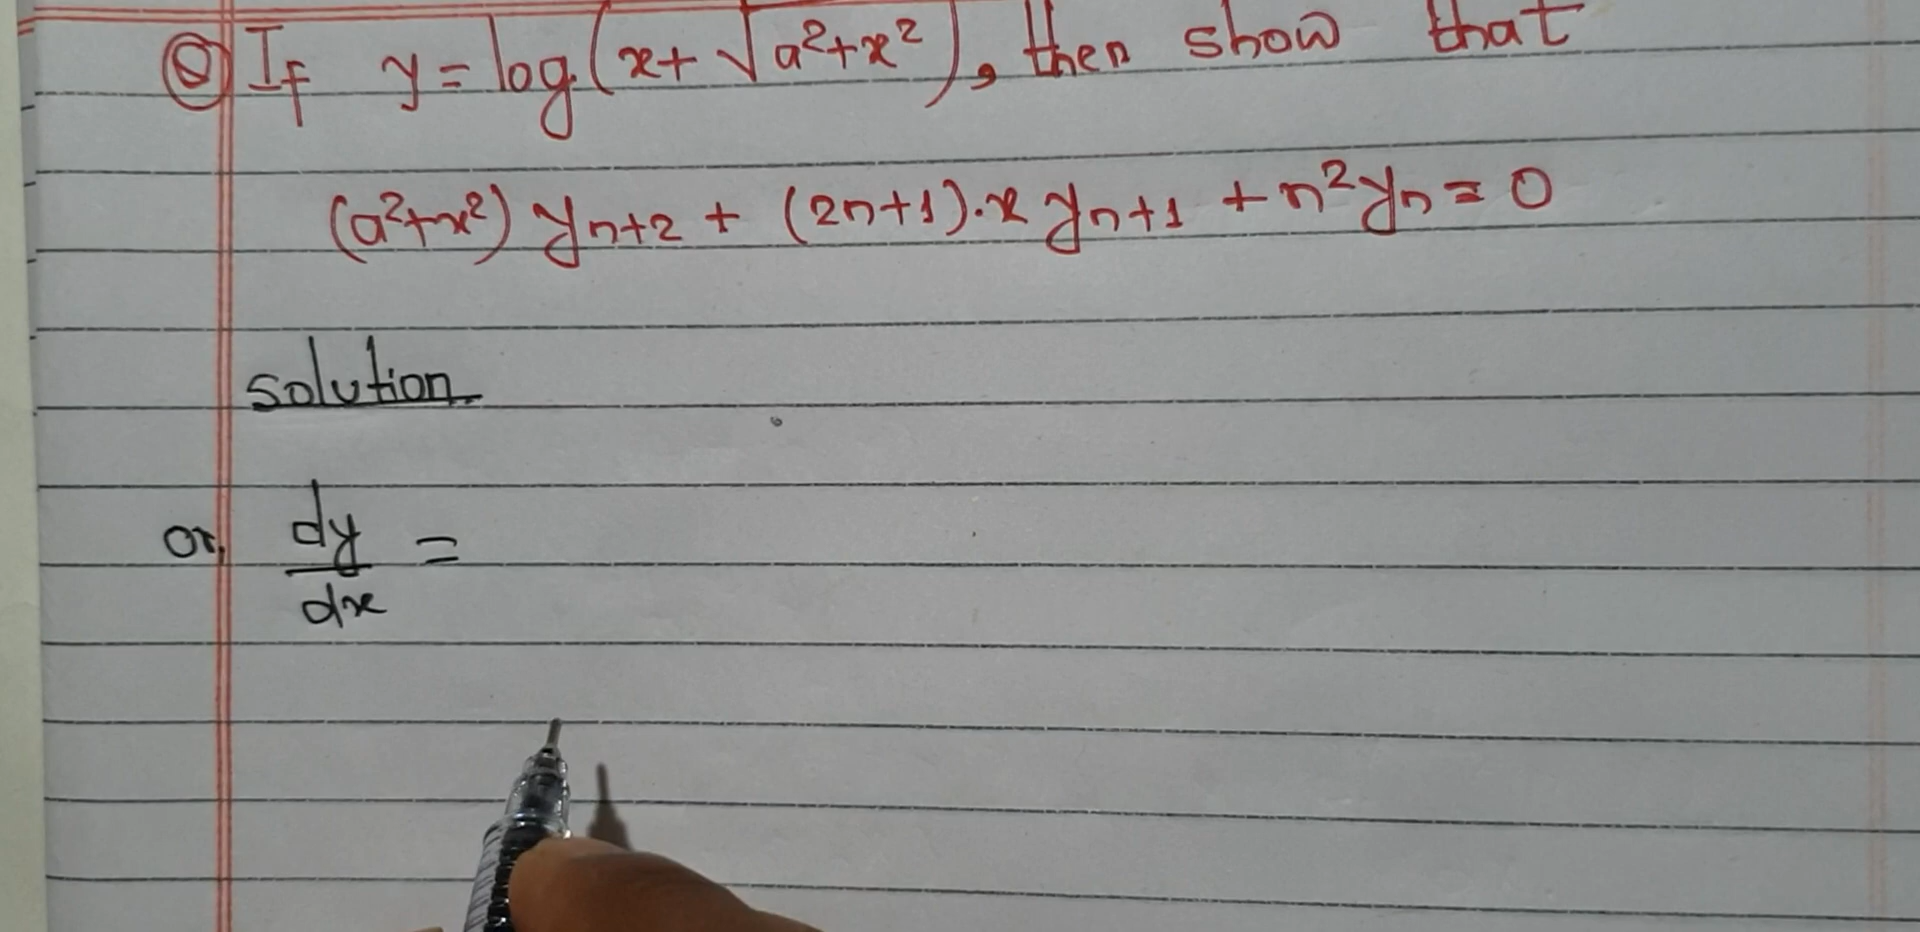 Q If y = log(x + √a²+x²), then show that
(a²+x²) yn+2 + (2n+1).x yn+1 + n²yn = 0
solution
or, dy/dx =